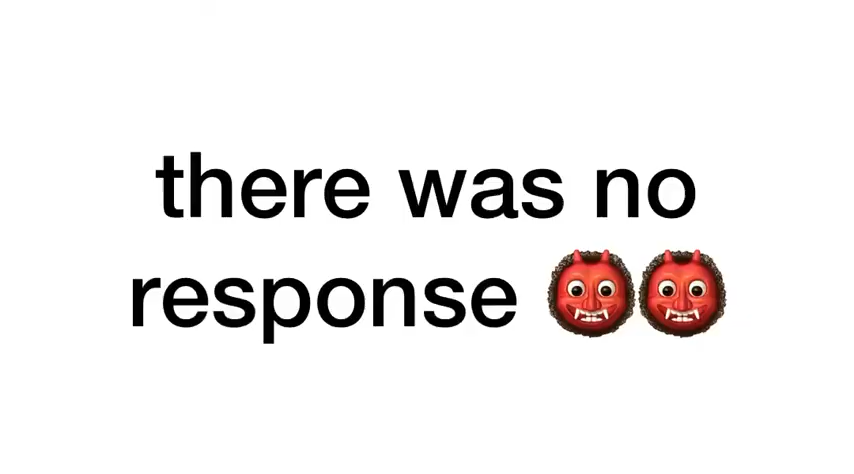 there was no
response 👹👹